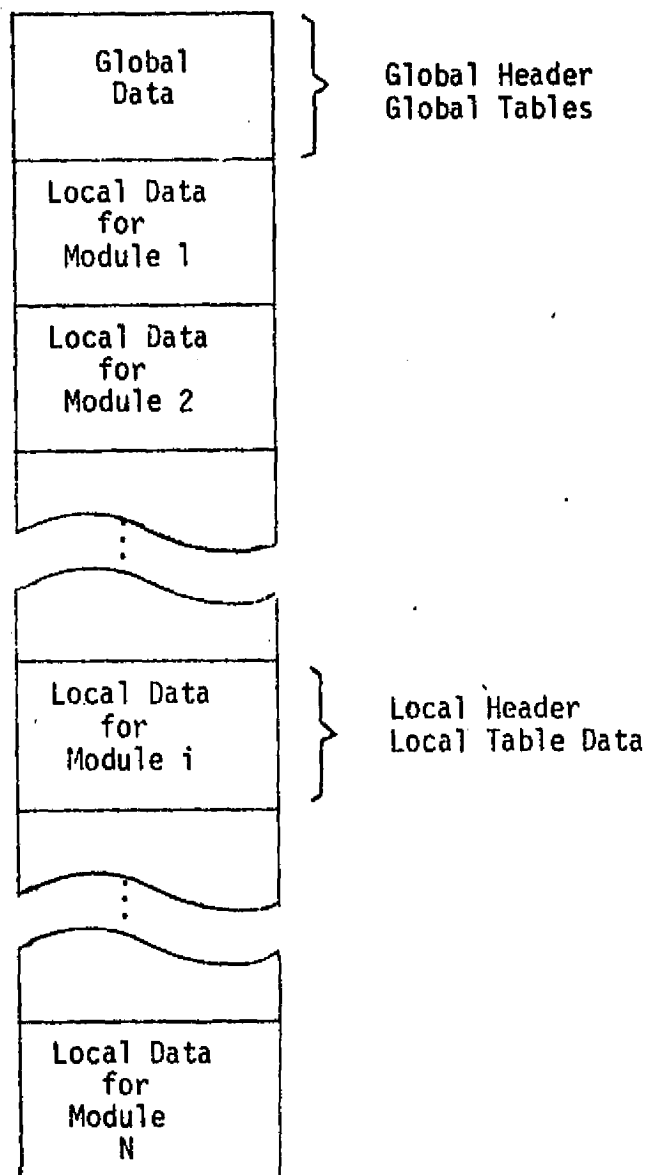 Global
Data
Global Header
Global Tables
Local Data
for
Module 1
Local Data
for
Module 2
Local Data
for
Module i
Local Header
Local Table Data
Local Data
for
Module
N